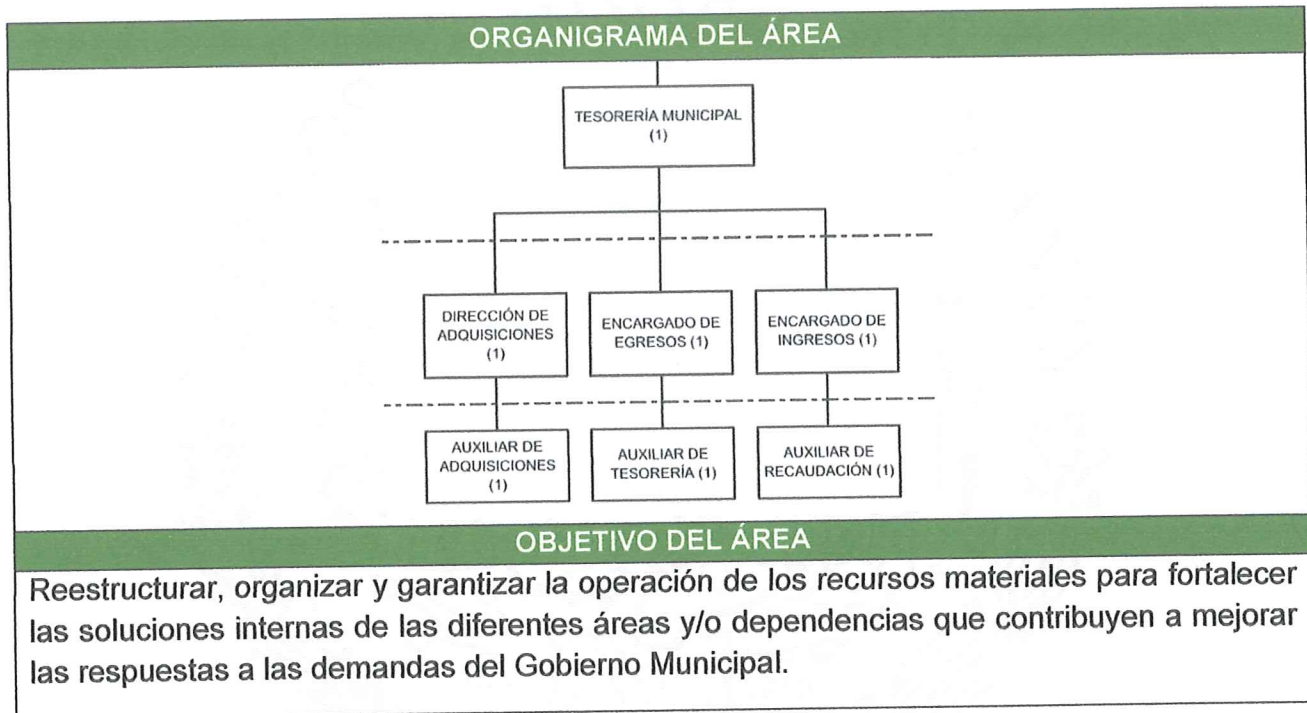 ORGANIGRAMA DEL ÁREA
TESORERÍA MUNICIPAL
(1)
DIRECCIÓN DE
ADQUISICIONES
(1)
ENCARGADO DE
EGRESOS (1)
ENCARGADO DE
INGRESOS (1)
AUXILIAR DE
ADQUISICIONES
(1)
AUXILIAR DE
TESORERÍA (1)
AUXILIAR DE
RECAUDACIÓN (1)
OBJETIVO DEL ÁREA
Reestructurar, organizar y garantizar la operación de los recursos materiales para fortalecer
las soluciones internas de las diferentes áreas y/o dependencias que contribuyen a mejorar
las respuestas a las demandas del Gobierno Municipal.